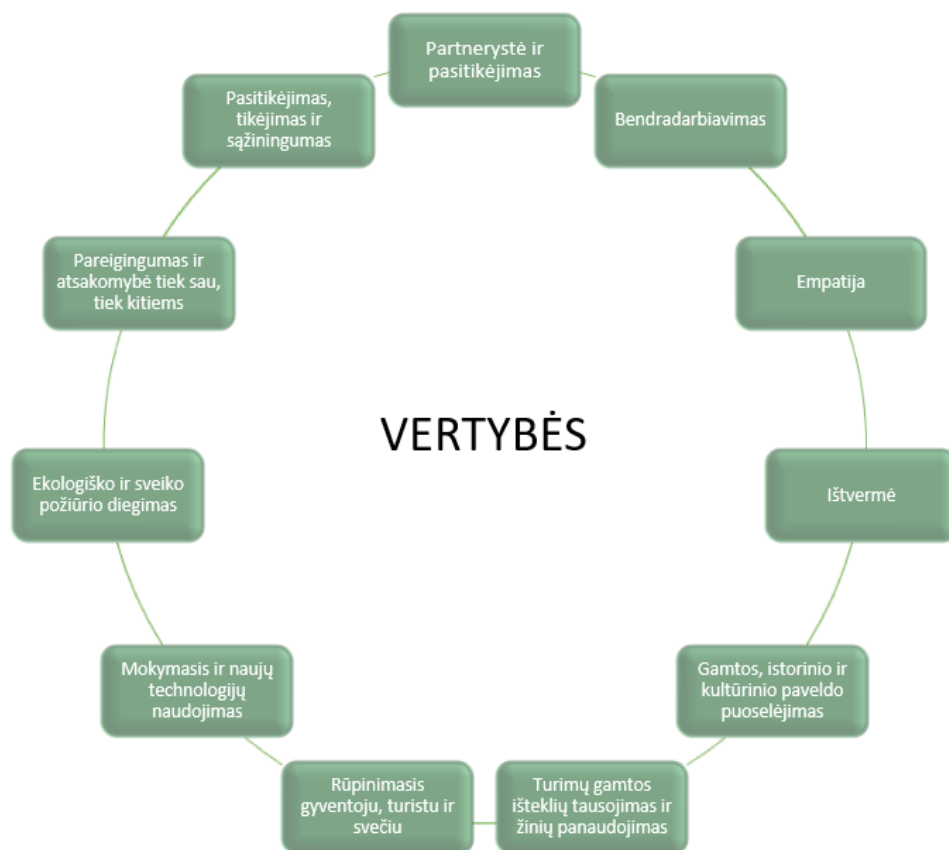 Partnerystė ir
pasitikėjimas
Bendradarbiavimas
Empatija
Ištvermė
Gamtos, istorinio ir
kultūrinio paveldo
puoselėjimas
Turimų gamtos
išteklių tausojimas ir
žinių panaudojimas
Rūpinimasis
gyventoju, turistu ir
svečiu
Mokymasis ir naujų
technologijų
naudojimas
Ekologiško ir sveiko
požiūrio diegimas
Pareigingumas ir
atsakomybė tiek sau,
tiek kitiems
Pasitikėjimas,
tikėjimas ir
sąžiningumas
VERTYBĖS